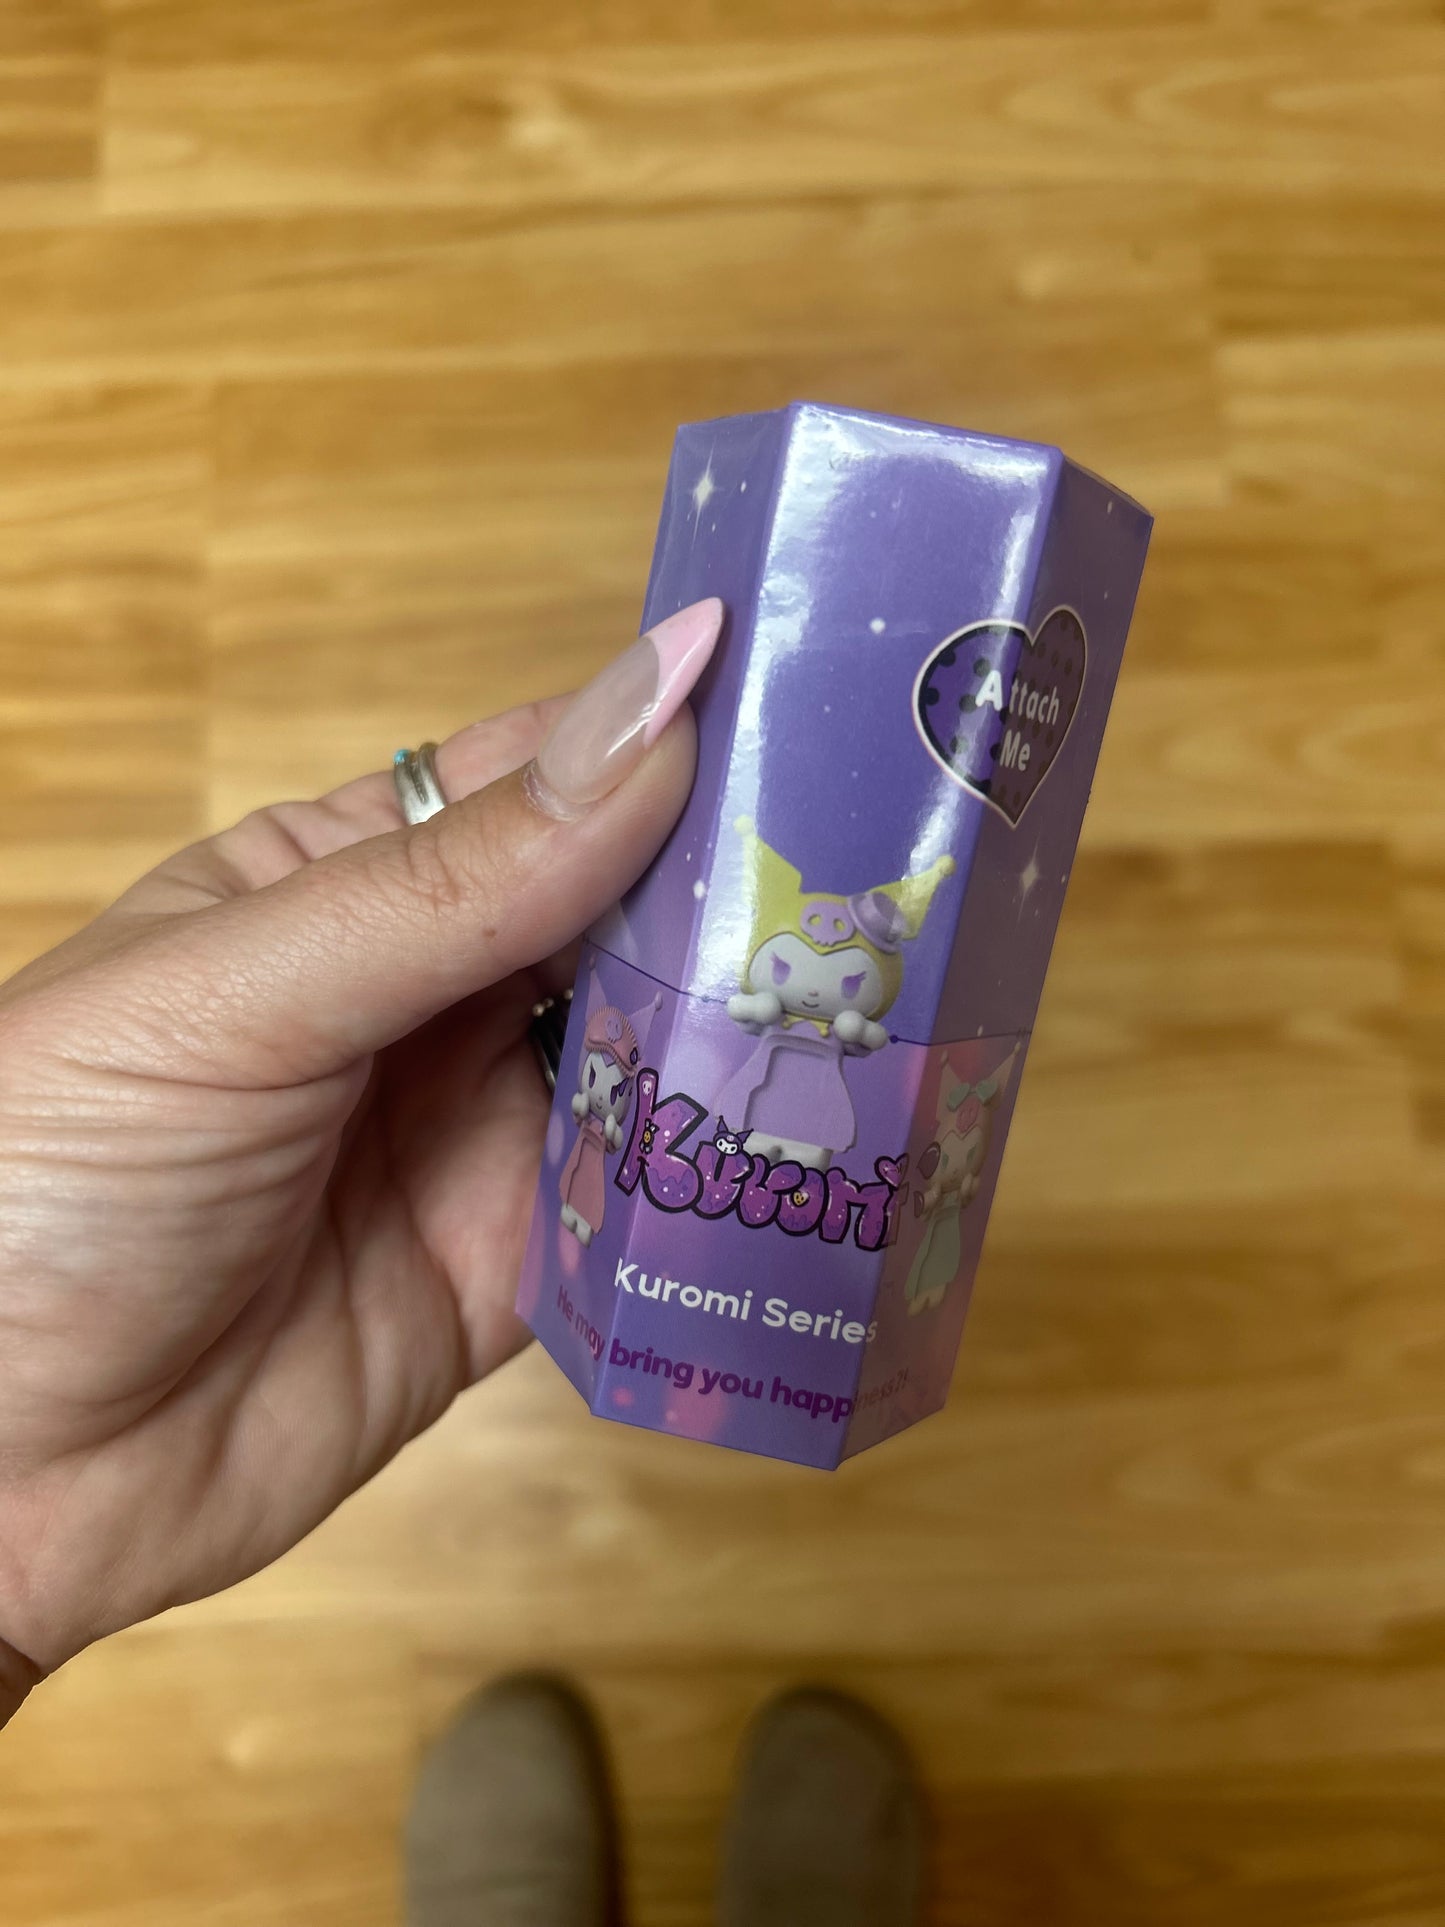 Attach
Me
Kuromi
Kuromi Series
He may bring you happiness?!